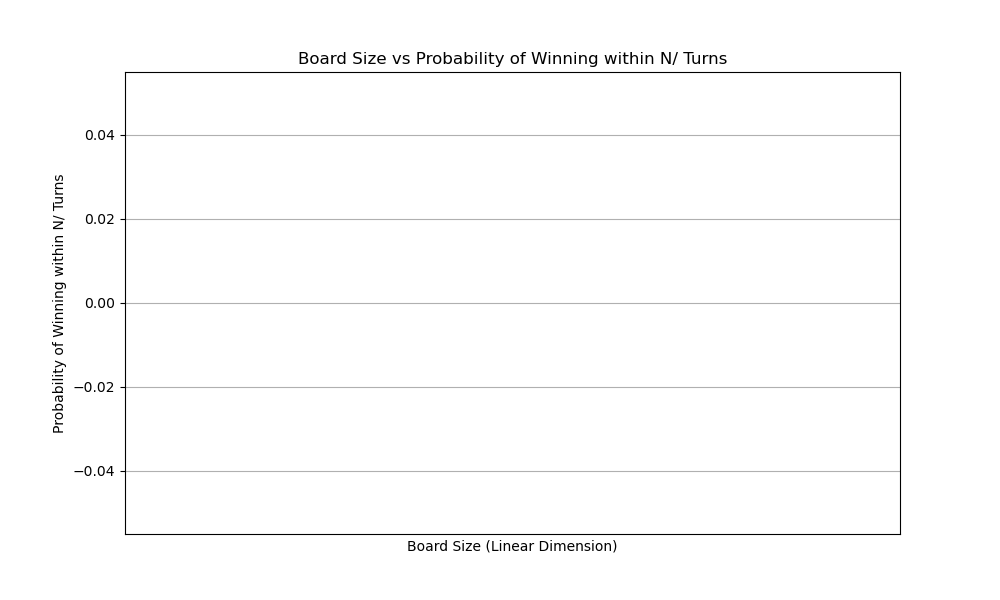 Board Size vs Probability of Winning within N/ Turns
Probability of Winning within N/ Turns
0.04
0.02
0.00
−0.02
−0.04
Board Size (Linear Dimension)